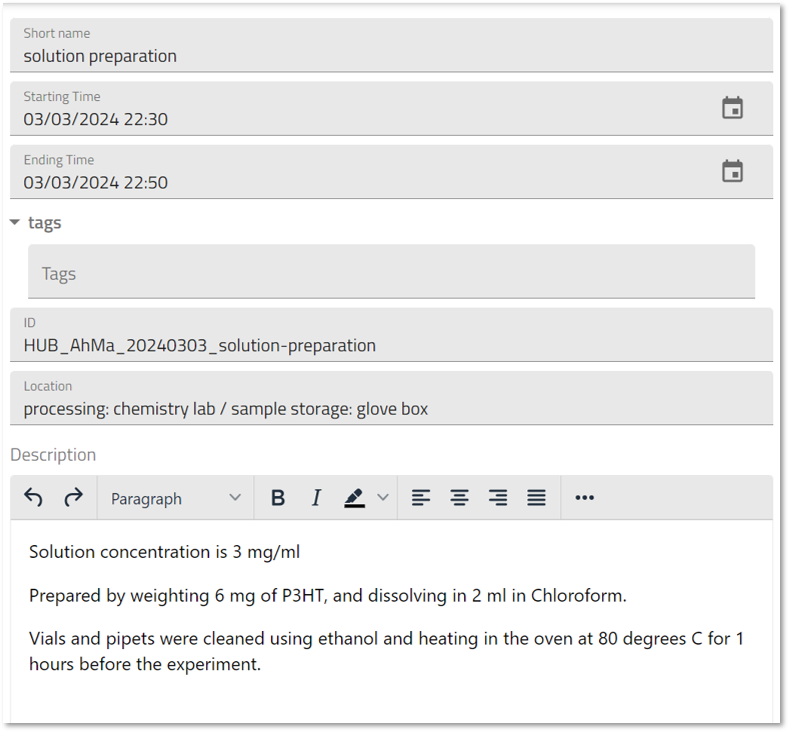 Short name
solution preparation
Starting Time
03/03/2024 22:30
Ending Time
03/03/2024 22:50
tags
Tags
ID
HUB_AhMa_20240303_solution-preparation
Location
processing: chemistry lab / sample storage: glove box
Description
Paragraph B I
Solution concentration is 3 mg/ml
Prepared by weighting 6 mg of P3HT, and dissolving in 2 ml in Chloroform.
Vials and pipets were cleaned using ethanol and heating in the oven at 80 degrees C for 1
hours before the experiment.